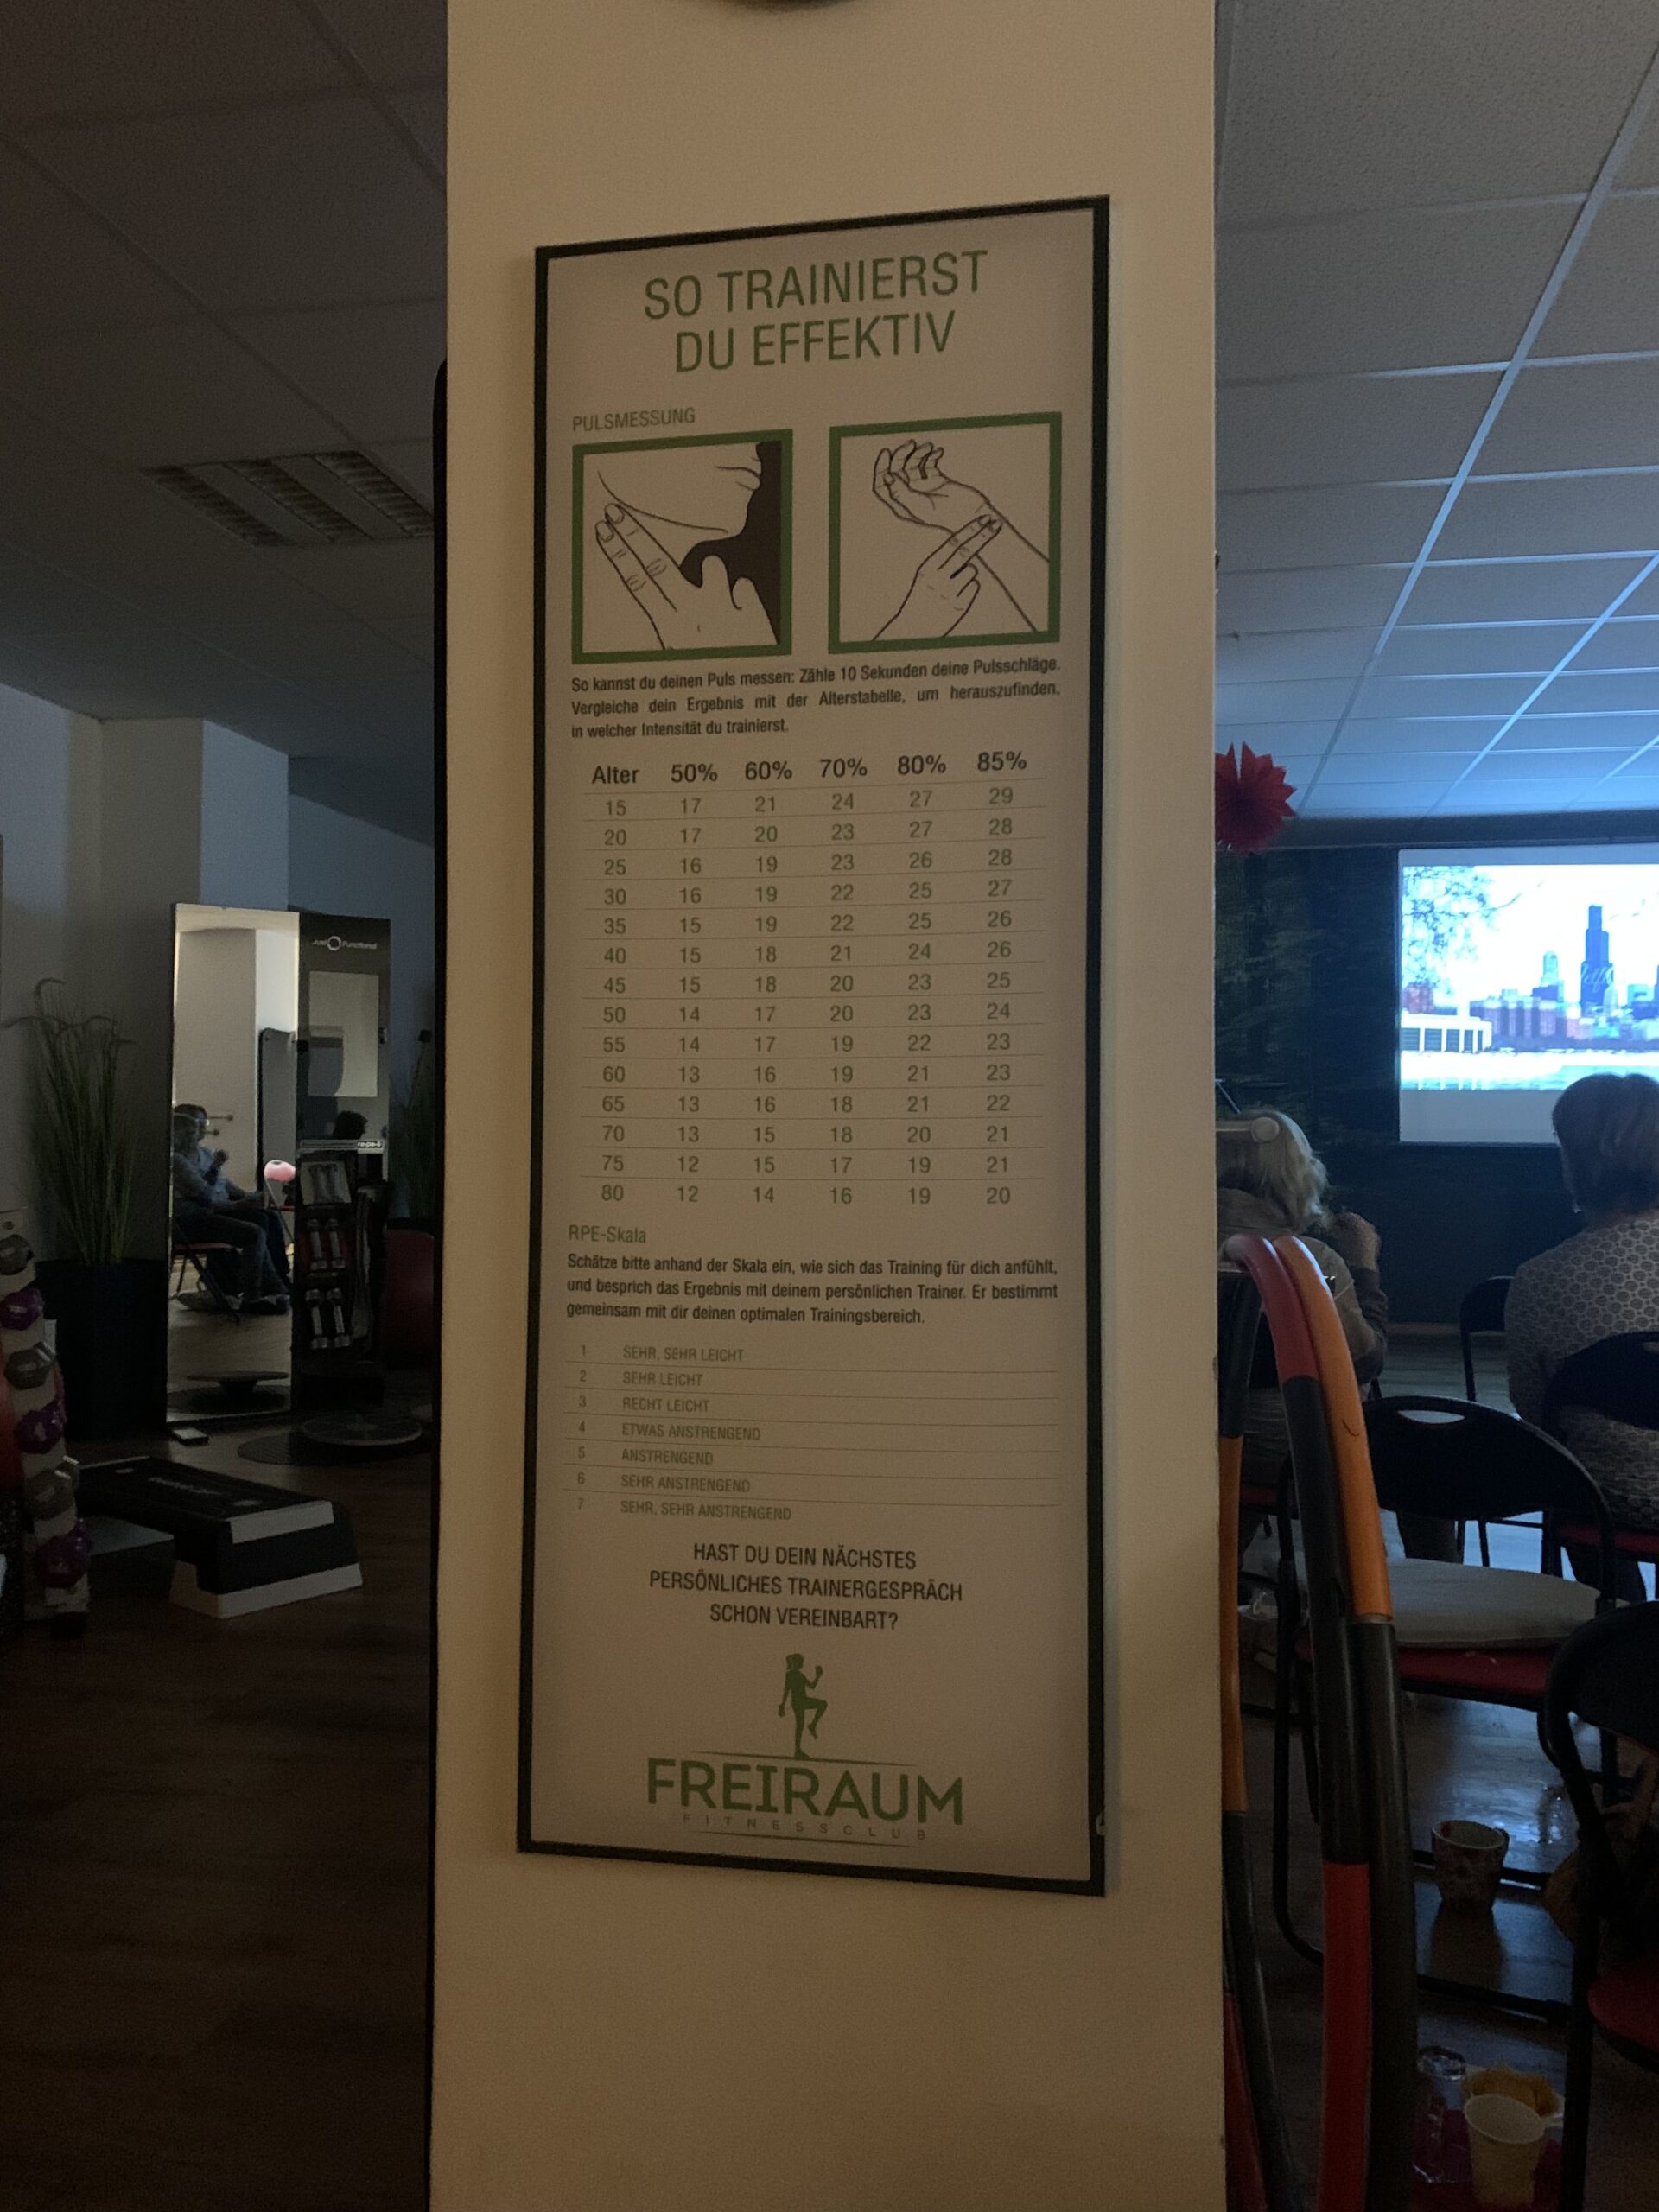 SO TRAINIERST
DU EFFEKTIV
PULSMESSUNG
So kannst du deinen Puls messen: Zähle 10 Sekunden deine Pulsschläge.
Vergleiche dein Ergebnis mit der Alterstabelle, um herauszufinden,
in welcher Intensität du trainierst.
Alter 50% 60% 70% 80% 85%
15 17 21 24 27 29
20 17 20 23 27 28
25 16 19 23 26 28
30 16 19 22 25 27
35 15 19 22 25 26
40 15 18 21 24 26
45 15 18 20 23 25
50 14 17 20 23 24
55 14 17 19 22 23
60 13 16 19 21 23
65 13 16 18 21 22
70 13 15 18 20 21
75 12 15 17 19 21
80 12 14 16 19 20
RPE-Skala
Schätze bitte anhand der Skala ein, wie sich das Training für dich anfühlt,
und besprich das Ergebnis mit deinem persönlichen Trainer. Er bestimmt
gemeinsam mit dir deinen optimalen Trainingsbereich.
1 SEHR, SEHR LEICHT
2 SEHR LEICHT
3 RECHT LEICHT
4 ETWAS ANSTRENGEND
5 ANSTRENGEND
6 SEHR ANSTRENGEND
7 SEHR, SEHR ANSTRENGEND
HAST DU DEIN NÄCHSTES
PERSÖNLICHES TRAINERGESPRÄCH
SCHON VEREINBART?
FREIRAUM
FITNESSCLUB
Just Functional